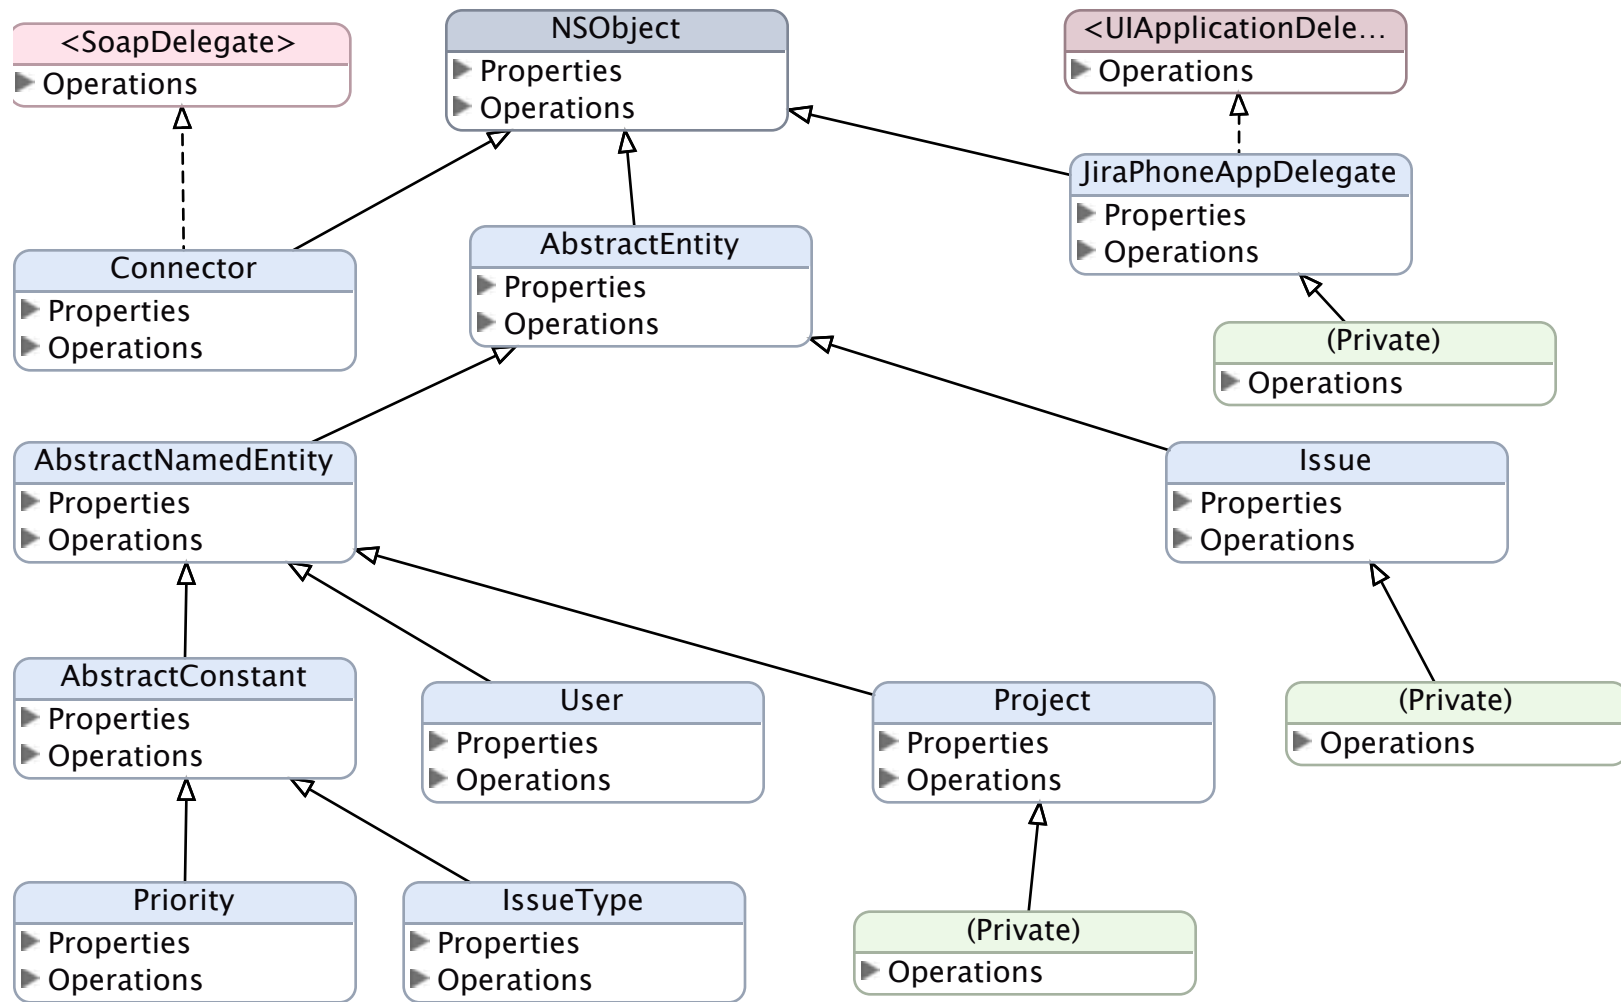 <SoapDelegate>
Operations
NSObject
Properties
Operations
<UIApplicationDele...
Operations
JiraPhoneAppDelegate
Properties
Operations
Connector
Properties
Operations
AbstractEntity
Properties
Operations
(Private)
Operations
AbstractNamedEntity
Properties
Operations
Issue
Properties
Operations
AbstractConstant
Properties
Operations
User
Properties
Operations
Project
Properties
Operations
(Private)
Operations
Priority
Properties
Operations
IssueType
Properties
Operations
(Private)
Operations